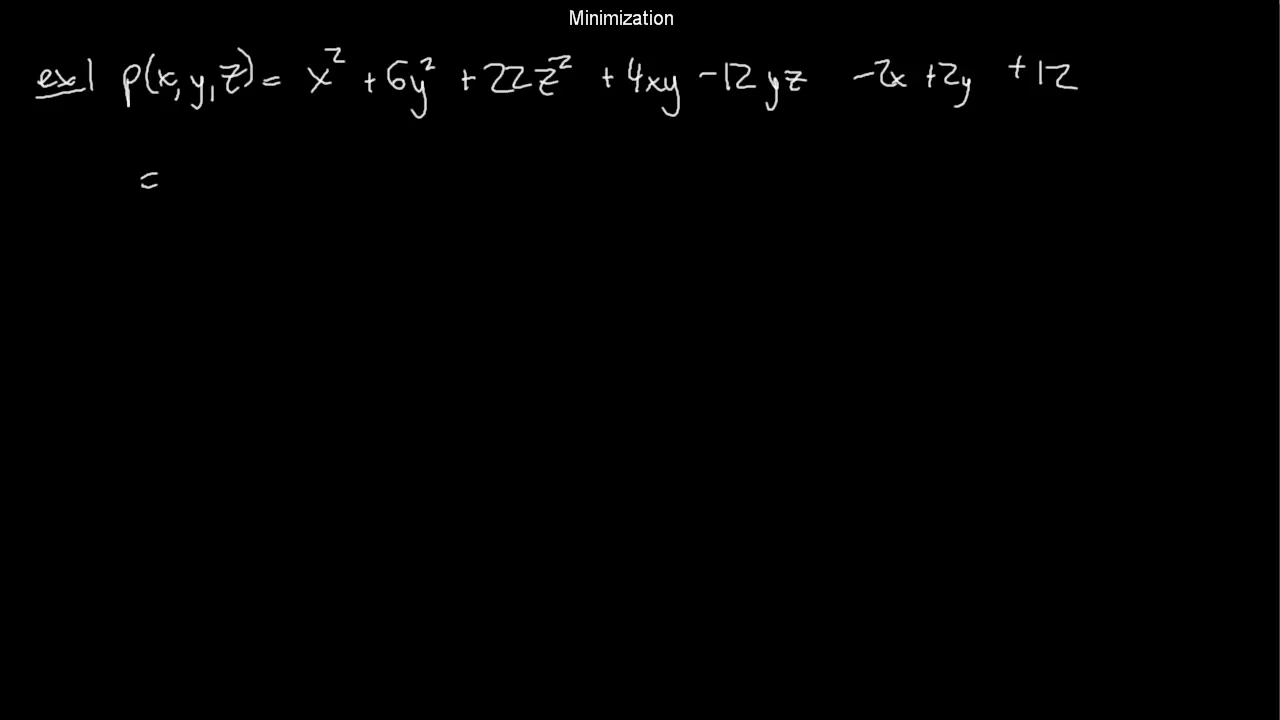 Minimization
ex1 p(x,y,z) = x² + 6y² + 22z² + 4xy - 12yz - 2x + 2y + 12
=